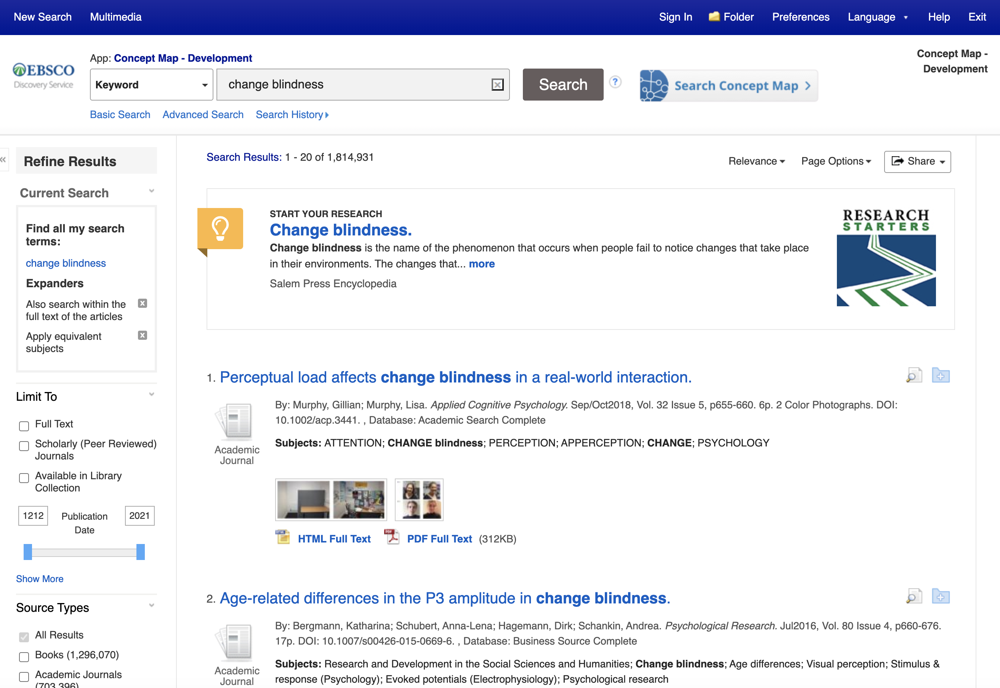 New Search Multimedia Sign In Folder Preferences Language Help Exit
EBSCO
Discovery Service
App: Concept Map - Development
Keyword change blindness Search ? Search Concept Map
Basic Search Advanced Search Search History
Concept Map -
Development
«
Refine Results
Current Search
Find all my search
terms:
change blindness
Expanders
Also search within the
full text of the articles
Apply equivalent
subjects
Limit To
Full Text
Scholarly (Peer Reviewed)
Journals
Available in Library
Collection
1212 Publication 2021
Date
Show More
Source Types
All Results
Books (1,296,070)
Academic Journals
(703,396)
Search Results: 1 - 20 of 1,814,931
Relevance Page Options Share
START YOUR RESEARCH
Change blindness.
Change blindness is the name of the phenomenon that occurs when people fail to notice changes that take place
in their environments. The changes that... more
Salem Press Encyclopedia
RESEARCH
STARTERS
1. Perceptual load affects change blindness in a real-world interaction.
Academic
Journal
By: Murphy, Gillian; Murphy, Lisa. Applied Cognitive Psychology. Sep/Oct2018, Vol. 32 Issue 5, p655-660. 6p. 2 Color Photographs. DOI:
10.1002/acp.3441. , Database: Academic Search Complete
Subjects: ATTENTION; CHANGE blindness; PERCEPTION; APPERCEPTION; CHANGE; PSYCHOLOGY
HTML Full Text PDF PDF Full Text (312KB)
2. Age-related differences in the P3 amplitude in change blindness.
Academic
Journal
By: Bergmann, Katharina; Schubert, Anna-Lena; Hagemann, Dirk; Schankin, Andrea. Psychological Research. Jul2016, Vol. 80 Issue 4, p660-676.
17p. DOI: 10.1007/s00426-015-0669-6. , Database: Business Source Complete
Subjects: Research and Development in the Social Sciences and Humanities; Change blindness; Age differences; Visual perception; Stimulus &
response (Psychology); Evoked potentials (Electrophysiology); Psychological research